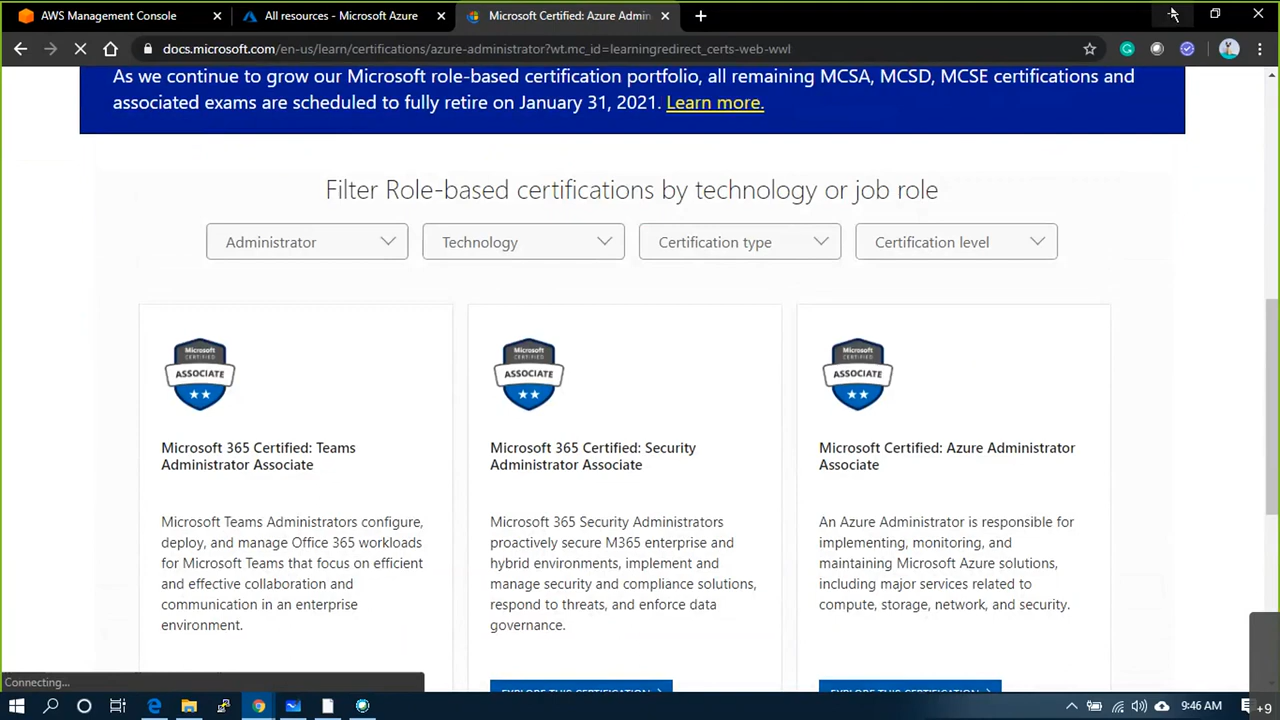 AWS Management Console
All resources - Microsoft Azure
Microsoft Certified: Azure Admin
docs.microsoft.com/en-us/learn/certifications/azure-administrator?wt.mc_id=learningredirect_certs-web-wwl
As we continue to grow our Microsoft role-based certification portfolio, all remaining MCSA, MCSD, MCSE certifications and
associated exams are scheduled to fully retire on January 31, 2021. Learn more.
Filter Role-based certifications by technology or job role
Administrator
Technology
Certification type
Certification level
Microsoft
CERTIFIED
ASSOCIATE
Microsoft 365 Certified: Teams
Administrator Associate
Microsoft Teams Administrators configure,
deploy, and manage Office 365 workloads
for Microsoft Teams that focus on efficient
and effective collaboration and
communication in an enterprise
environment.
Microsoft
CERTIFIED
ASSOCIATE
Microsoft 365 Certified: Security
Administrator Associate
Microsoft 365 Security Administrators
proactively secure M365 enterprise and
hybrid environments, implement and
manage security and compliance solutions,
respond to threats, and enforce data
governance.
EXPLORE THIS CERTIFICATION
Microsoft
CERTIFIED
ASSOCIATE
Microsoft Certified: Azure Administrator
Associate
An Azure Administrator is responsible for
implementing, monitoring, and
maintaining Microsoft Azure solutions,
including major services related to
compute, storage, network, and security.
EXPLORE THIS CERTIFICATION
Connecting...
9:46 AM
+9